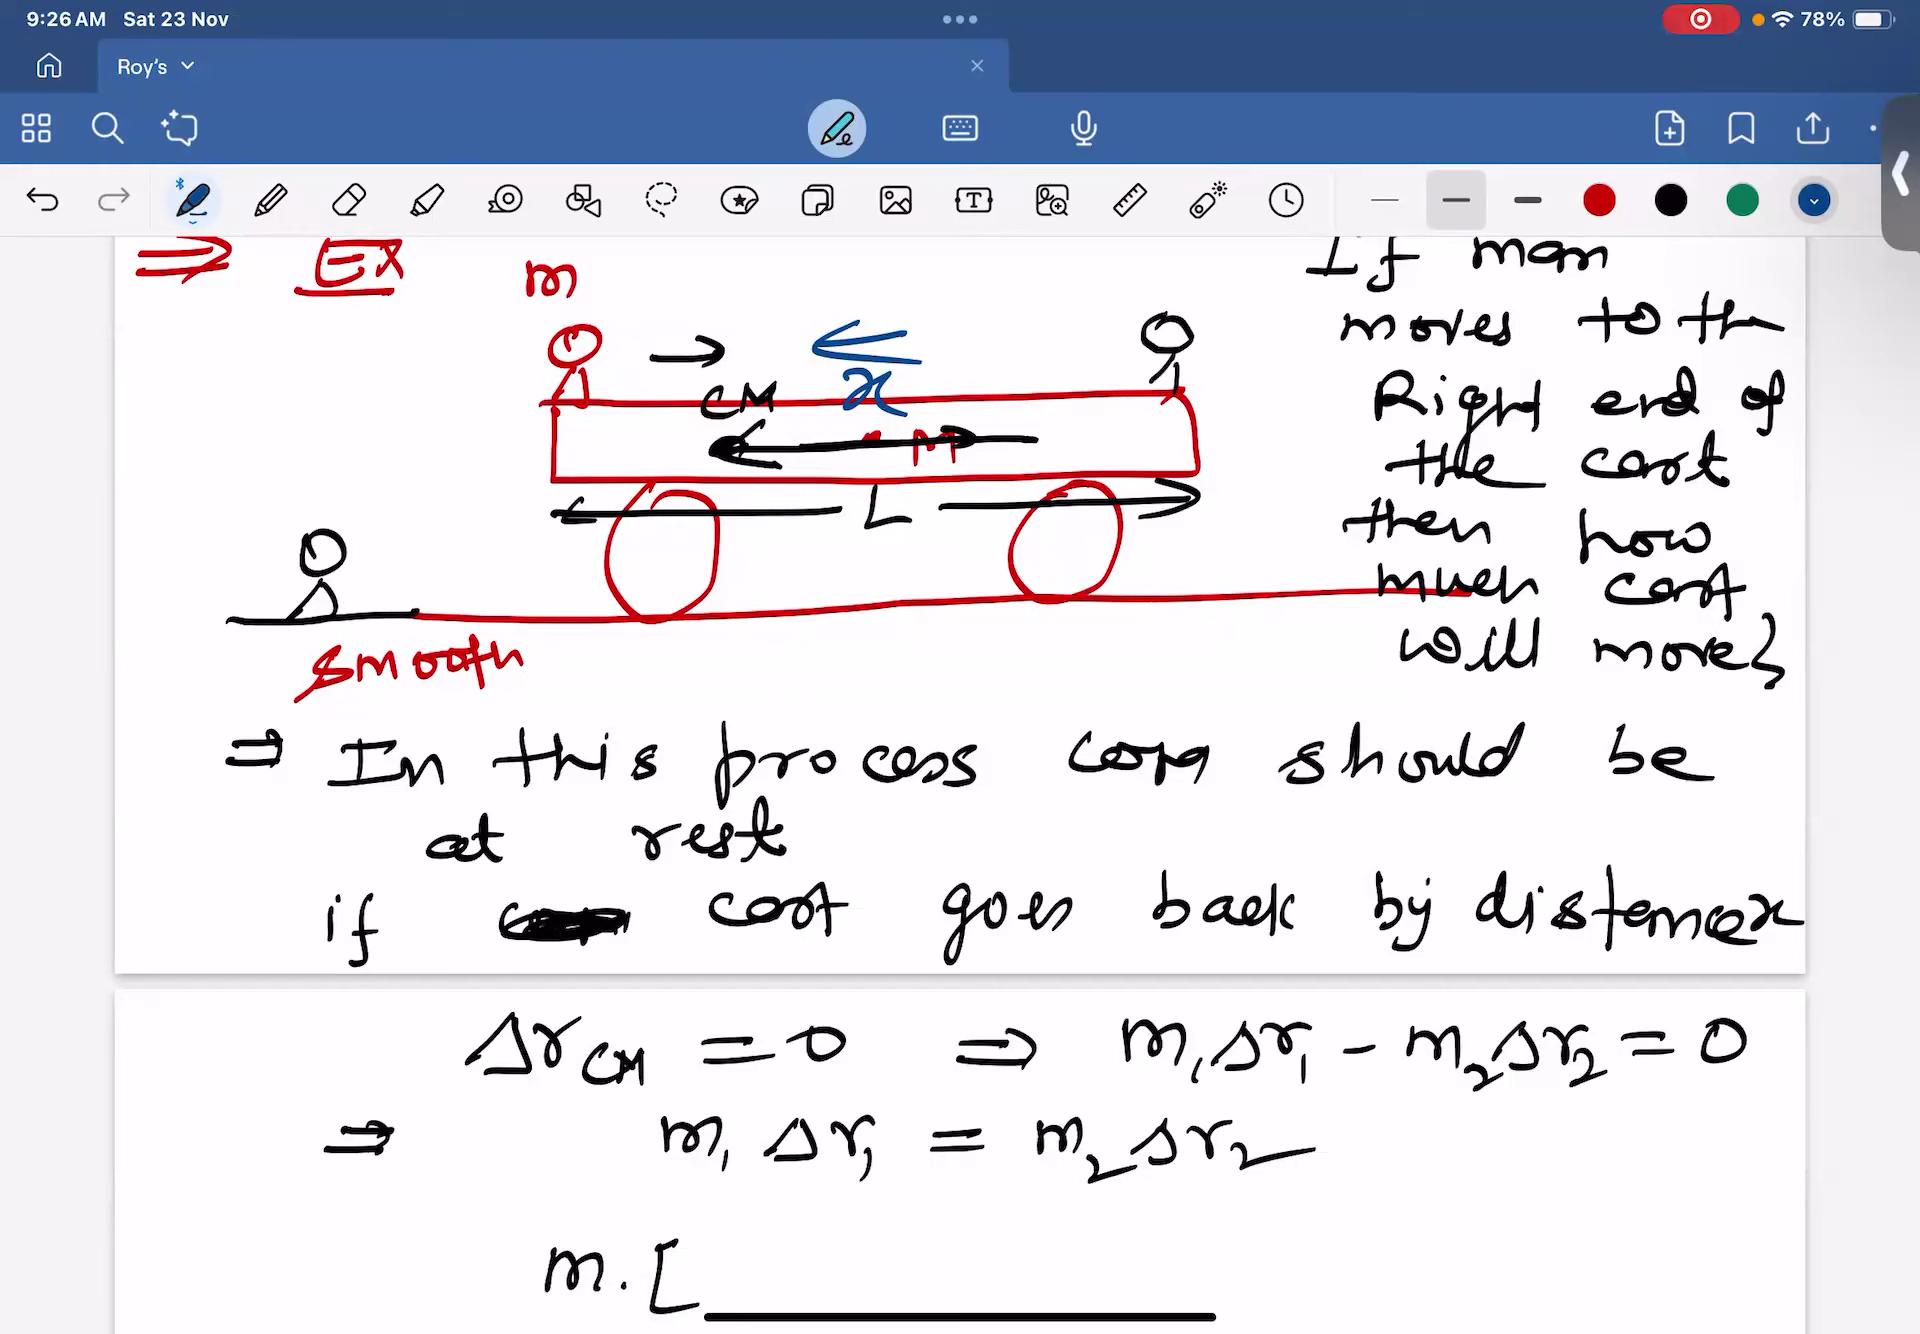 9:26 AM Sat 23 Nov
78%
Roy's
⇒ Ex
m
If man
moves to the
Right end of
the cart
then how
much cart
will move?
CM
x
M
L
smooth
⇒ In this process com should be
at rest
if cart goes back by distance x
Δr_CM = 0 ⇒ m₁Δr₁ - m₂Δr₂ = 0
⇒ m₁ Δr₁ = m₂Δr₂
m. [